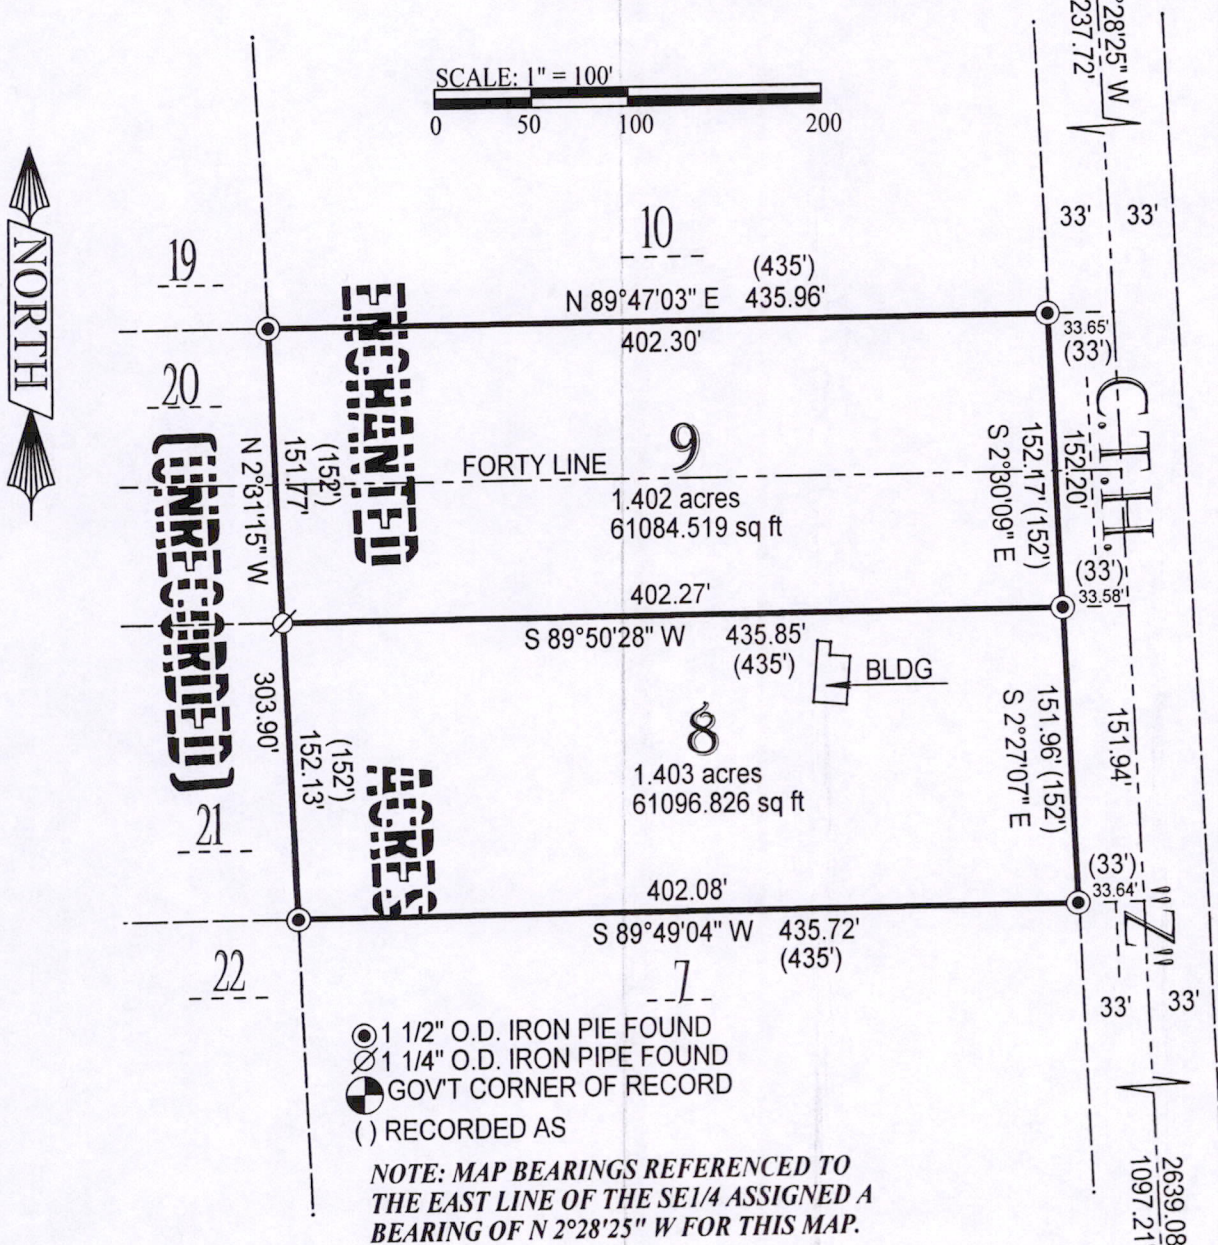 SCALE: 1" = 100'
0 50 100 200
°28'25" W
237.72'
33' 33'
NORTH
19
10
(435')
N 89°47'03" E 435.96'
402.30'
33.65'
(33')
20
ENCHANTED
(UNRECORDED)
N 2°31'15" W
151.77'
(152')
FORTY LINE
9
1.402 acres
61084.519 sq ft
S 2°30'09" E
152.17' (152')
152.20'
C.T.H.
(33')
33.58'
402.27'
S 89°50'28" W 435.85'
(435')
BLDG
303.90'
152.13'
(152')
8
1.403 acres
61096.826 sq ft
S 2°27'07" E
151.96' (152')
151.94'
ACRES
21
(33')
33.64'
"Z"
402.08'
S 89°49'04" W 435.72'
(435')
22
7
33' 33'
1 1/2" O.D. IRON PIE FOUND
1 1/4" O.D. IRON PIPE FOUND
GOV'T CORNER OF RECORD
( ) RECORDED AS
NOTE: MAP BEARINGS REFERENCED TO
THE EAST LINE OF THE SE1/4 ASSIGNED A
BEARING OF N 2°28'25" W FOR THIS MAP.
2639.08
1097.21